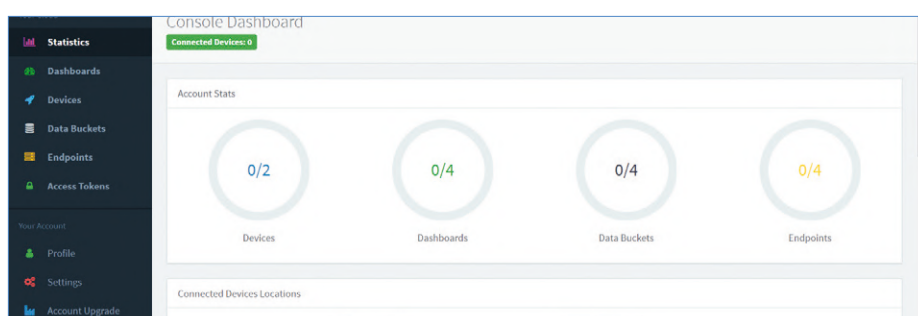 Console Dashboard
Connected Devices: 0
Statistics
Dashboards
Devices
Data Buckets
Endpoints
Access Tokens
Your Account
Profile
Settings
Account Upgrade
Account Stats
0/2
0/4
0/4
0/4
Devices
Dashboards
Data Buckets
Endpoints
Connected Devices Locations